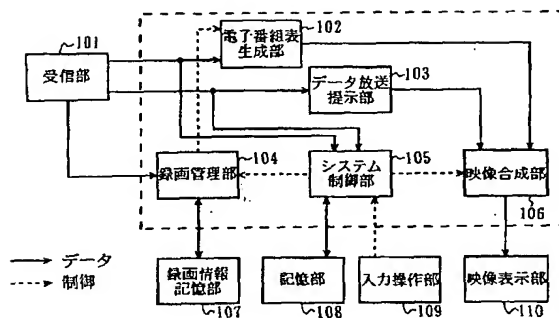 101
受信部
電子番組表
生成部
102
データ放送
提示部
103
録画管理部
104
システム
制御部
105
映像合成部
106
データ
制御
録画情報
記憶部
107
記憶部
108
入力操作部
109
映像表示部
110